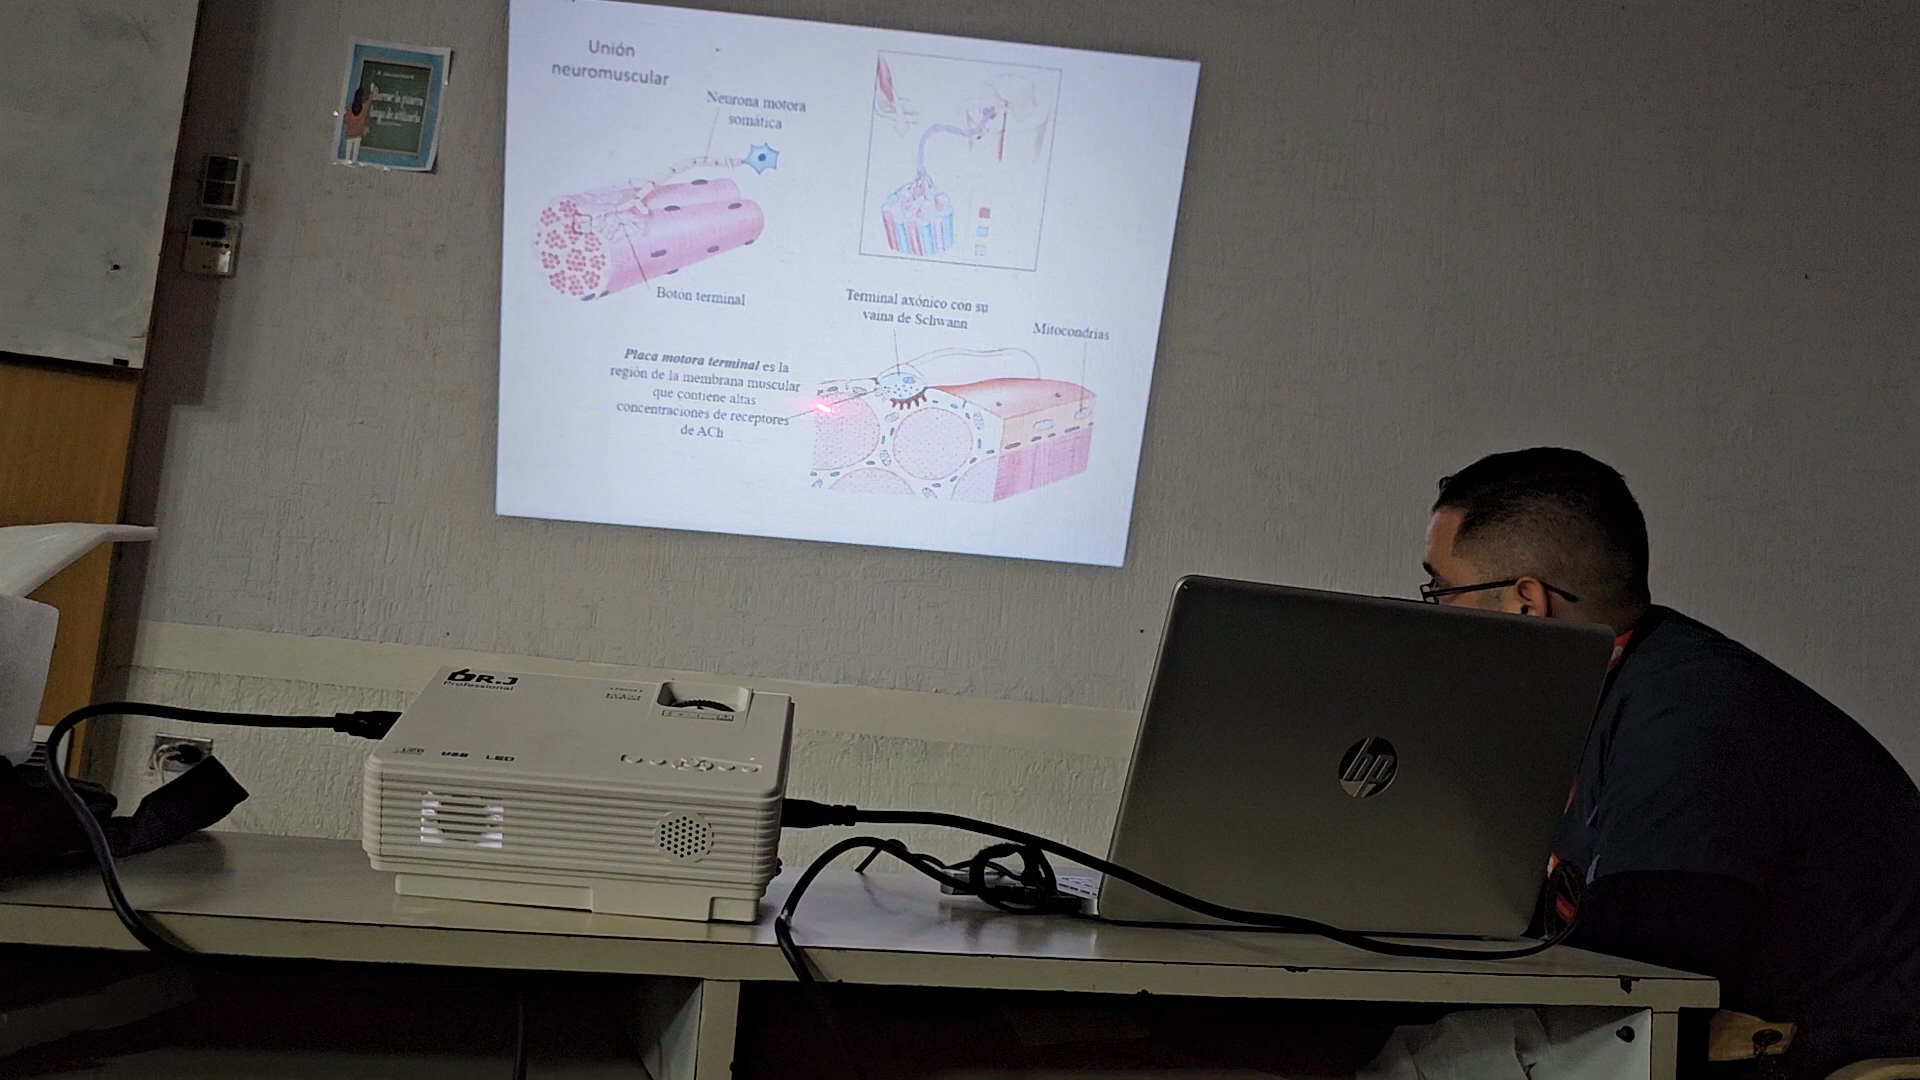 Unión
neuromuscular
Neurona motora
somática
Botón terminal
Terminal axónico con su
vaina de Schwann
Mitocondrias
Placa motora terminal es la
región de la membrana muscular
que contiene altas
concentraciones de receptores
de ACh
DR.J
Professional
USB
LED
hp